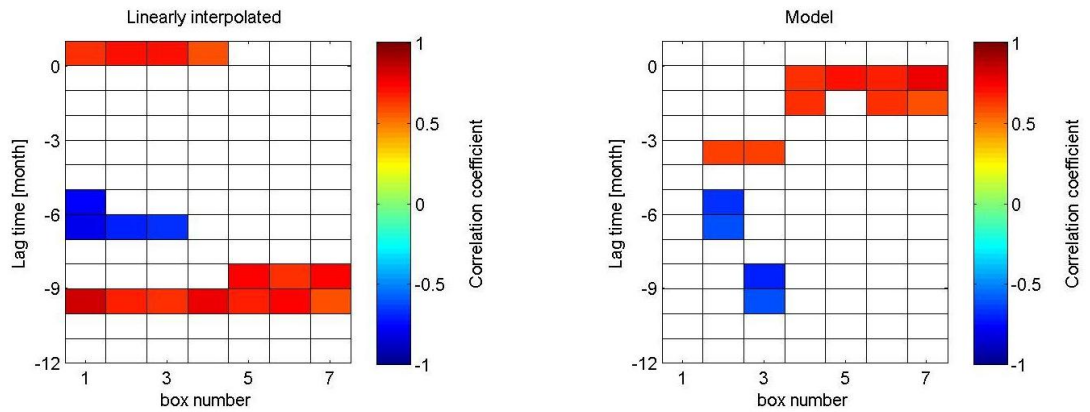 Linearly interpolated
0
-3
-6
-9
-12
Lag time [month]
1 3 5 7
box number
1
0.5
0
-0.5
-1
Correlation coefficient
Model
0
-3
-6
-9
-12
Lag time [month]
1 3 5 7
box number
1
0.5
0
-0.5
-1
Correlation coefficient